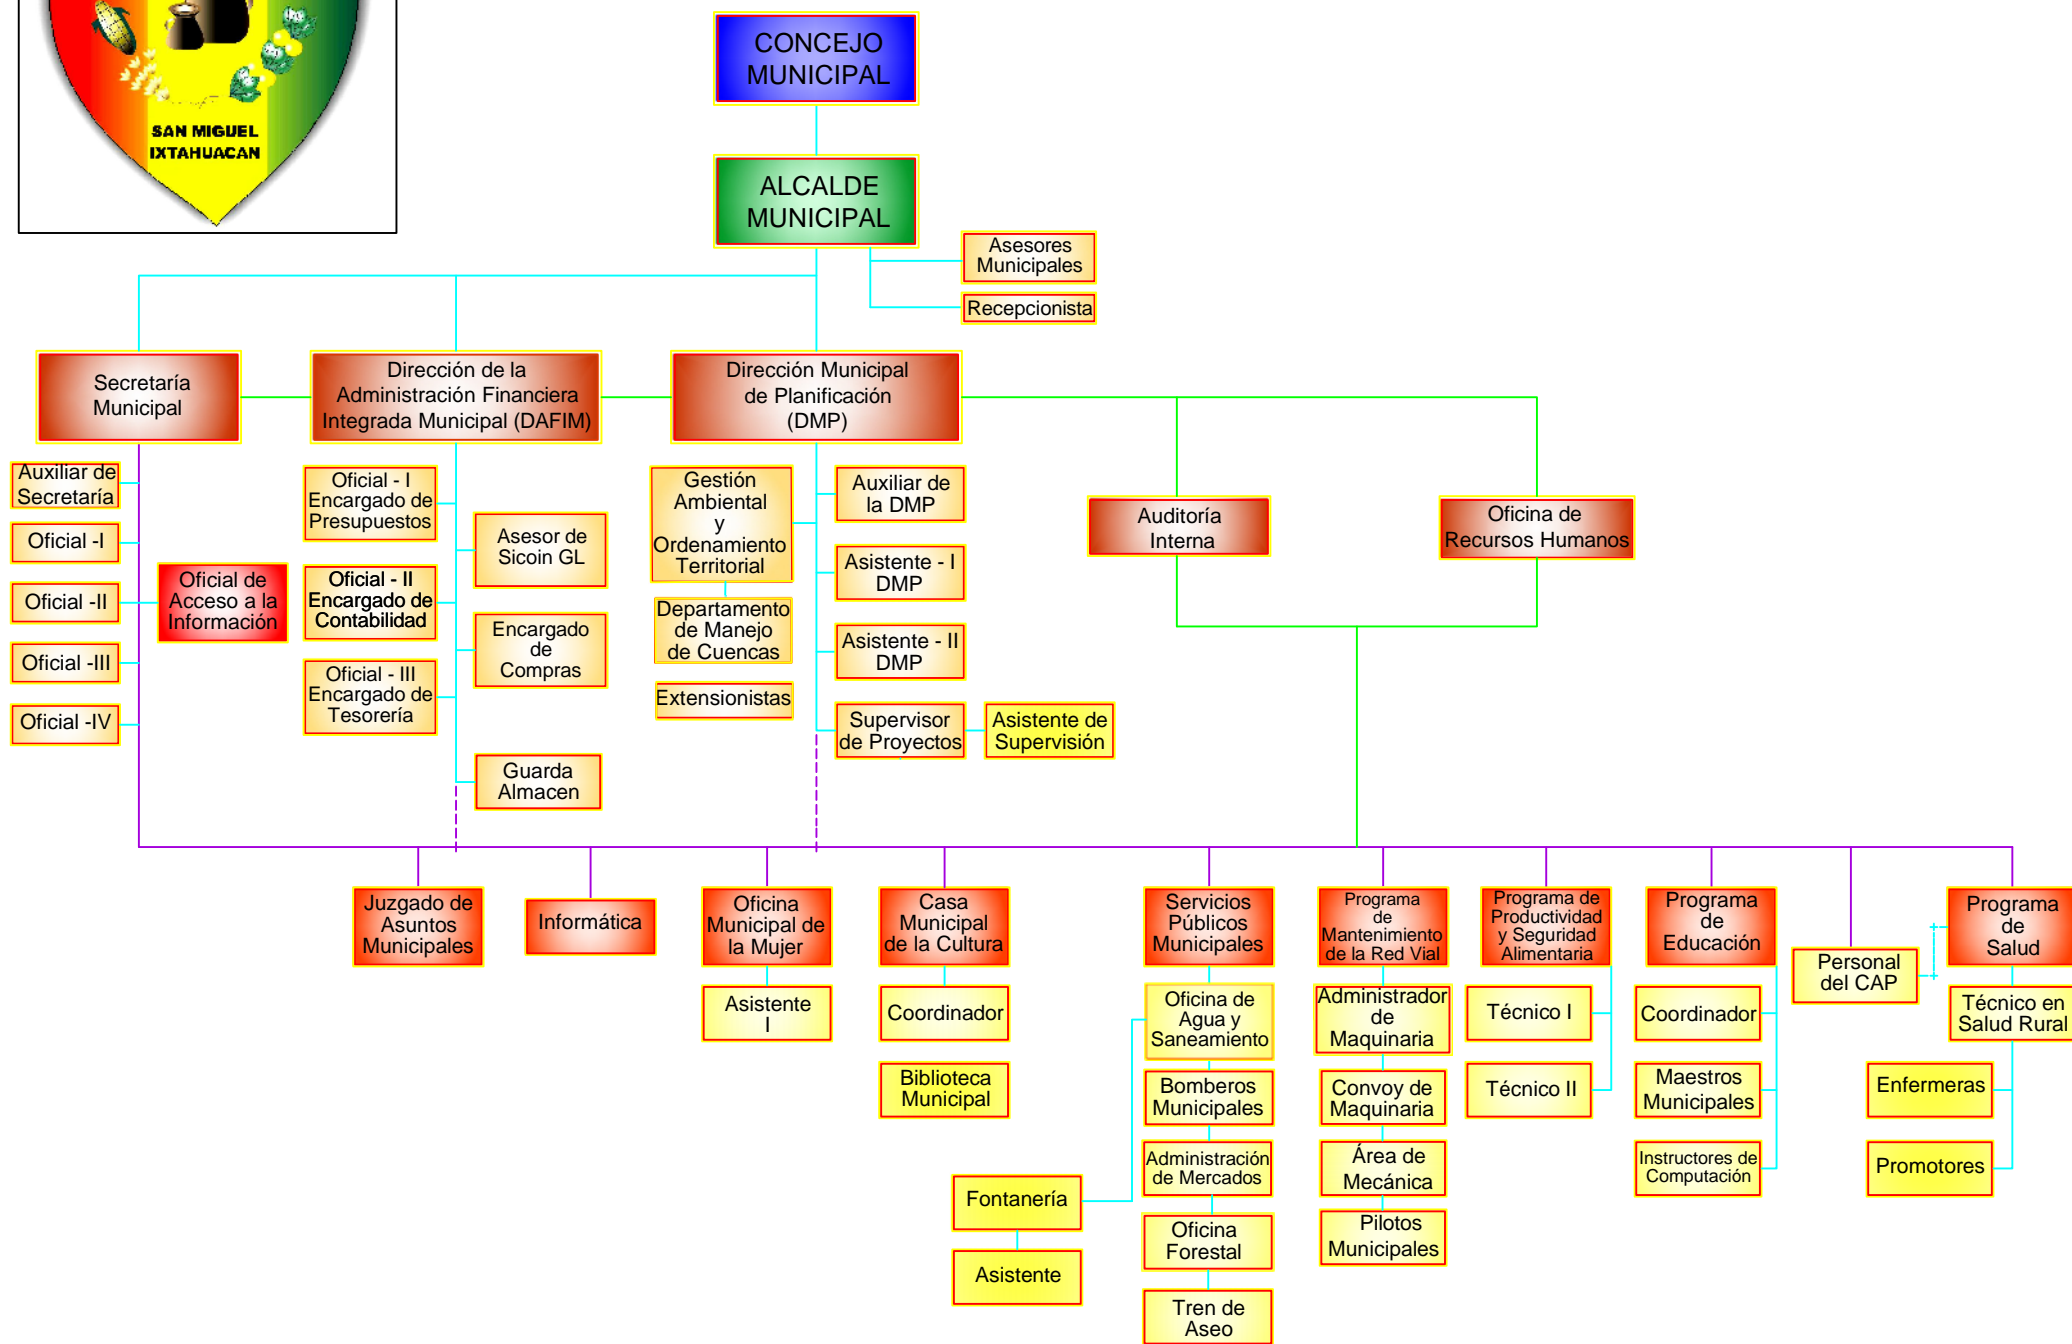 SAN MIGUEL
IXTAHUACAN
CONCEJO
MUNICIPAL
ALCALDE
MUNICIPAL
Asesores
Municipales
Recepcionista
Secretaría
Municipal
Dirección de la
Administración Financiera
Integrada Municipal (DAFIM)
Dirección Municipal
de Planificación
(DMP)
Auditoría
Interna
Oficina de
Recursos Humanos
Auxiliar de
Secretaría
Oficial -I
Oficial -II
Oficial -III
Oficial -IV
Oficial de
Acceso a la
Información
Oficial - I
Encargado de
Presupuestos
Oficial - II
Encargado de
Contabilidad
Oficial - III
Encargado de
Tesorería
Asesor de
Sicoin GL
Encargado
de
Compras
Guarda
Almacen
Gestión
Ambiental
y
Ordenamiento
Territorial
Departamento
de Manejo
de Cuencas
Extensionistas
Auxiliar de
la DMP
Asistente - I
DMP
Asistente - II
DMP
Supervisor
de Proyectos
Asistente de
Supervisión
Juzgado de
Asuntos
Municipales
Informática
Oficina
Municipal de
la Mujer
Asistente
I
Casa
Municipal
de la Cultura
Coordinador
Biblioteca
Municipal
Servicios
Públicos
Municipales
Oficina de
Agua y
Saneamiento
Bomberos
Municipales
Administración
de Mercados
Oficina
Forestal
Tren de
Aseo
Fontanería
Asistente
Programa
de
Mantenimiento
de la Red Vial
Administrador
de
Maquinaria
Convoy de
Maquinaria
Área de
Mecánica
Pilotos
Municipales
Programa de
Productividad
y Seguridad
Alimentaria
Técnico I
Técnico II
Programa
de
Educación
Coordinador
Maestros
Municipales
Instructores de
Computación
Personal
del CAP
Programa
de
Salud
Técnico en
Salud Rural
Enfermeras
Promotores